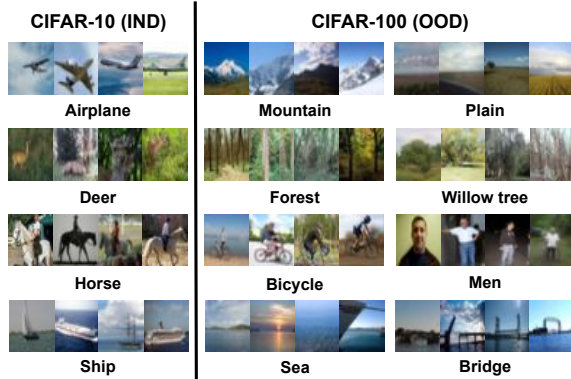 CIFAR-10 (IND)
CIFAR-100 (OOD)
Airplane
Mountain
Plain
Deer
Forest
Willow tree
Horse
Bicycle
Men
Ship
Sea
Bridge